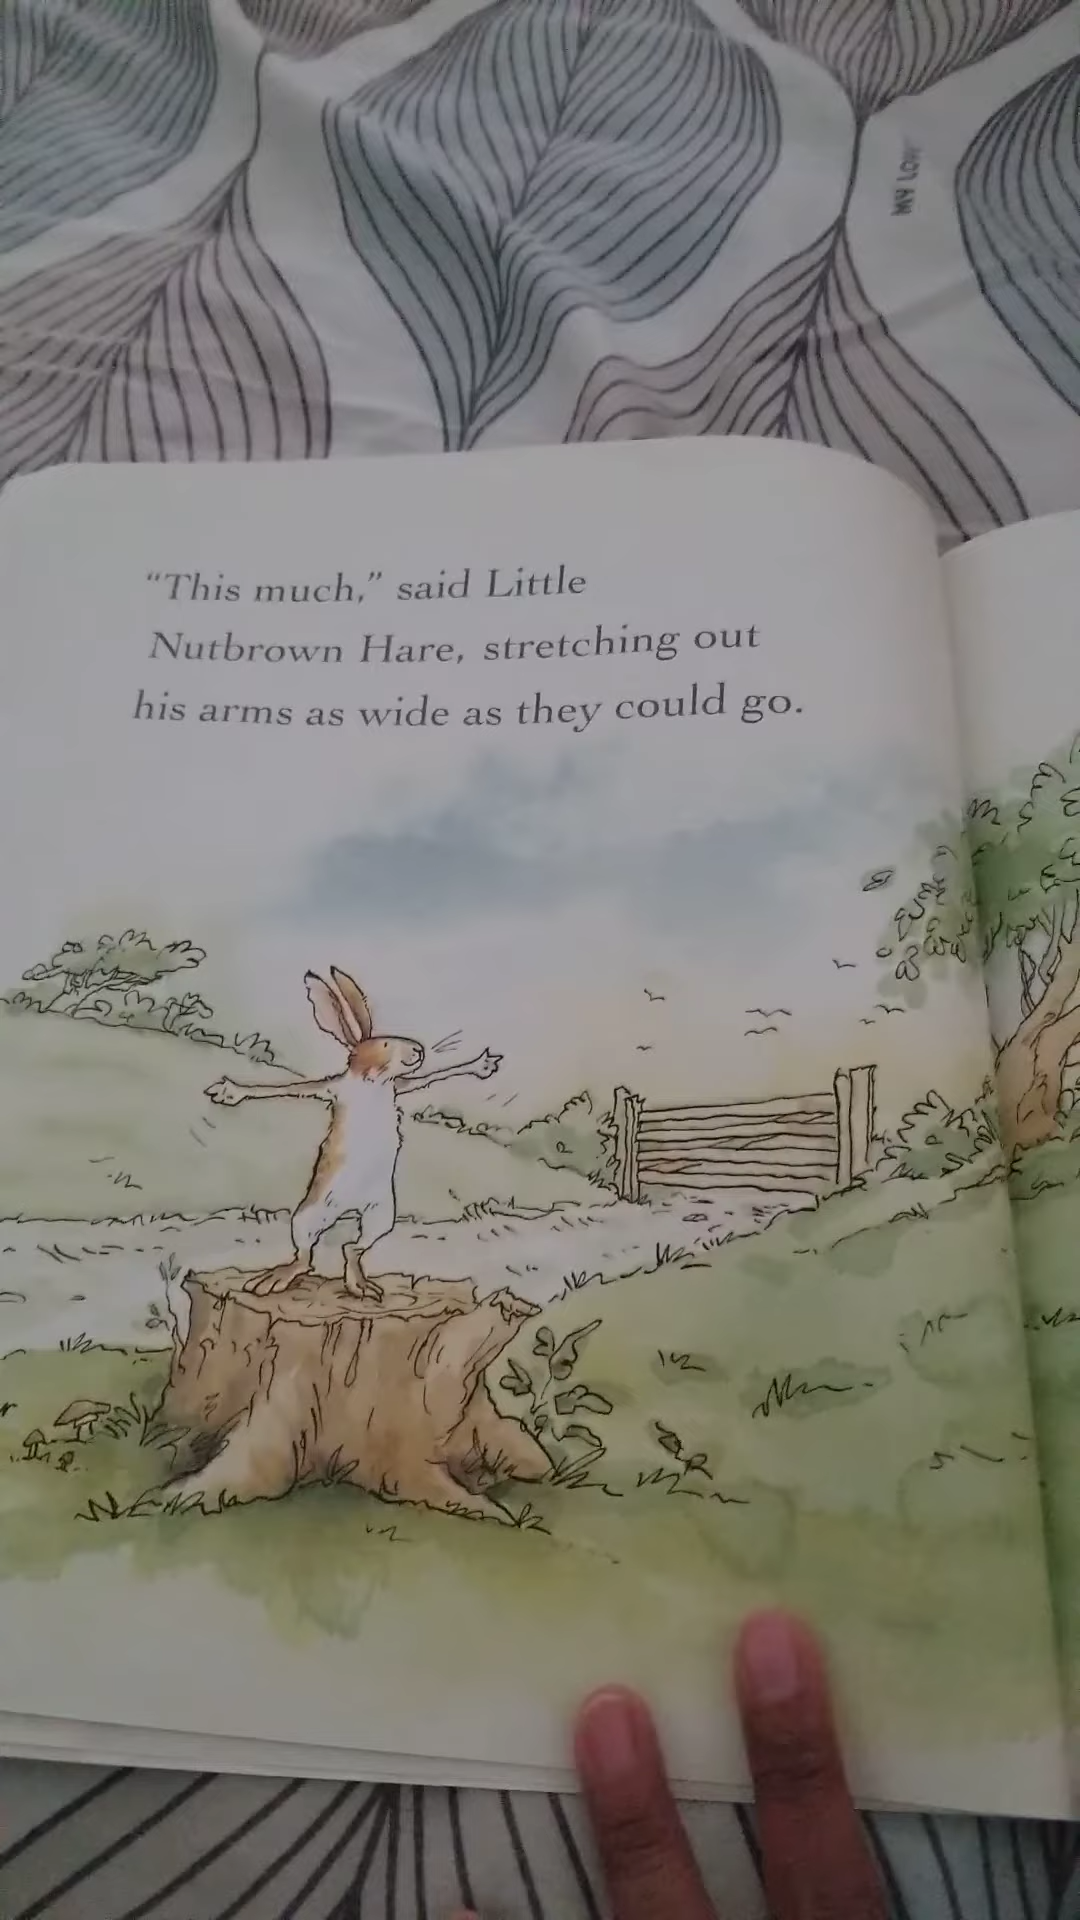 “This much,” said Little
Nutbrown Hare, stretching out
his arms as wide as they could go.